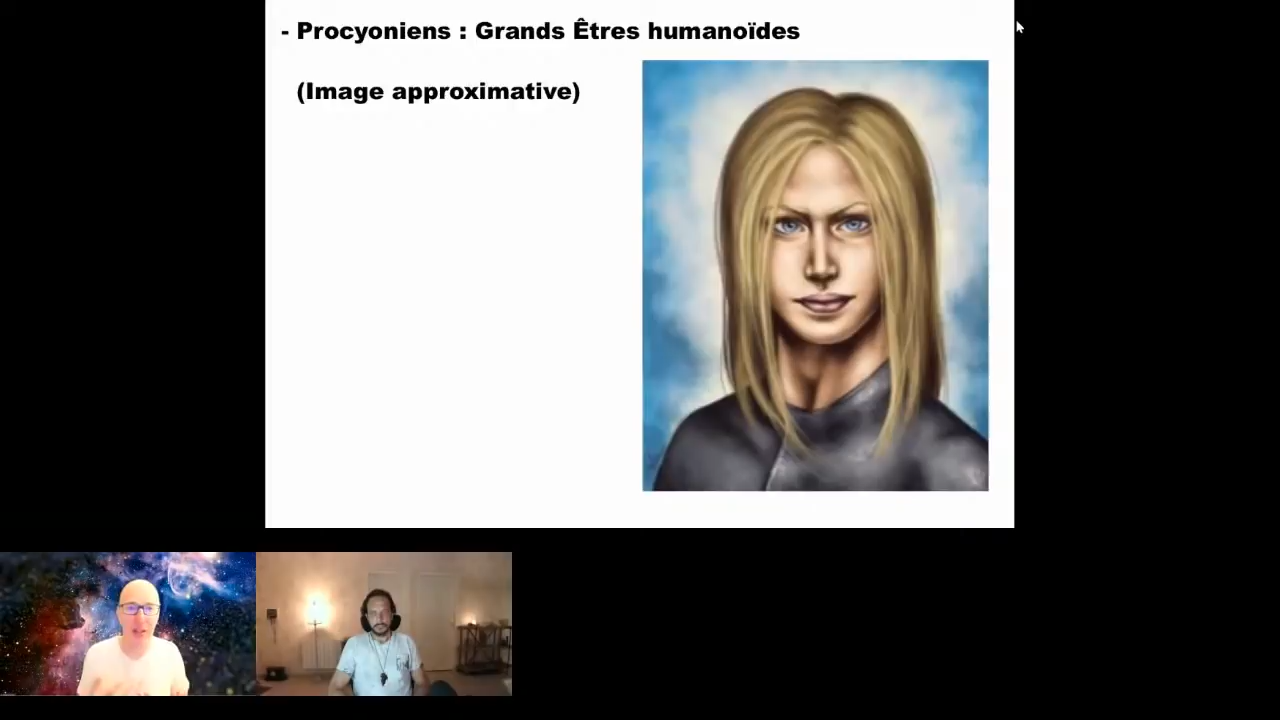 - Procyoniens : Grands Êtres humanoïdes
(Image approximative)